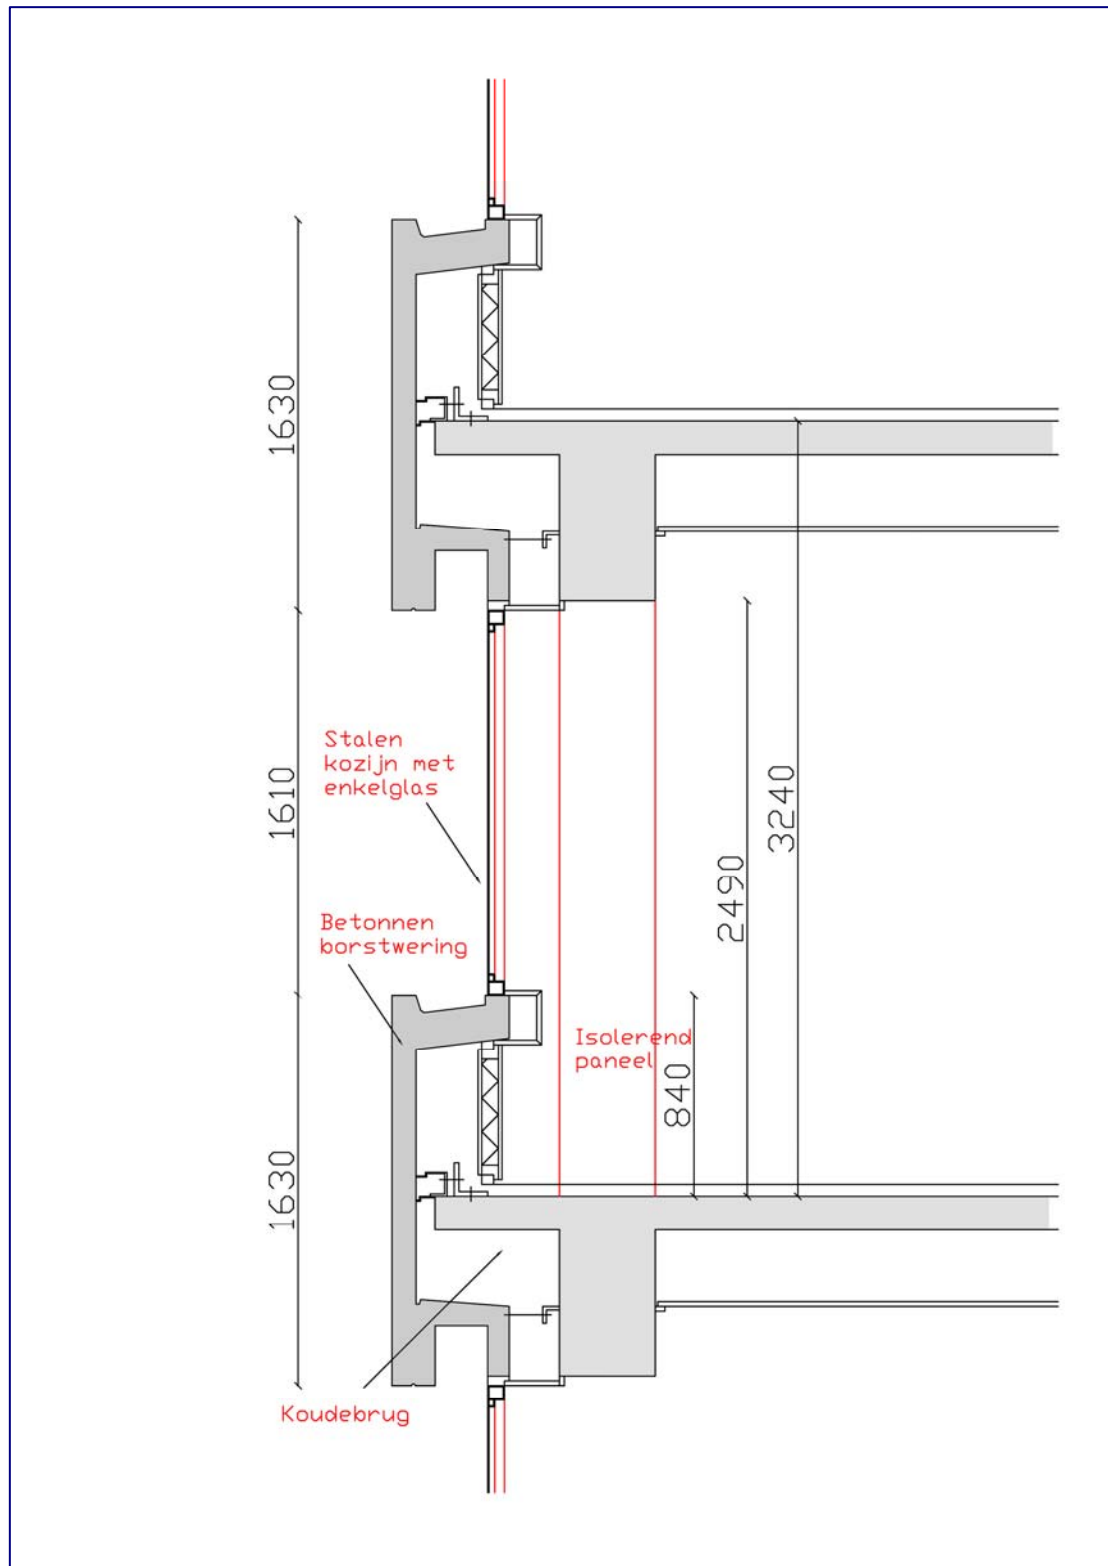 1630
Stalen
kozijn met
enkelglas
1610
3240
2490
Betonnen
borstwering
Isolerend
paneel
840
1630
Koudebrug